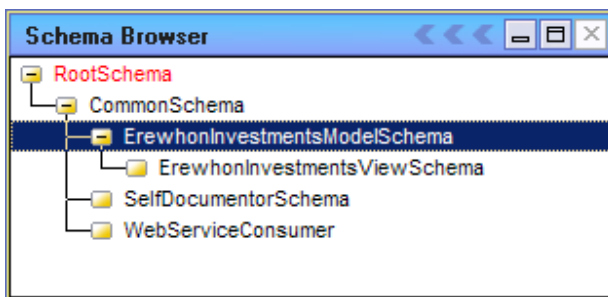 Schema Browser
RootSchema
CommonSchema
ErewhonInvestmentsModelSchema
ErewhonInvestmentsViewSchema
SelfDocumentorSchema
WebServiceConsumer